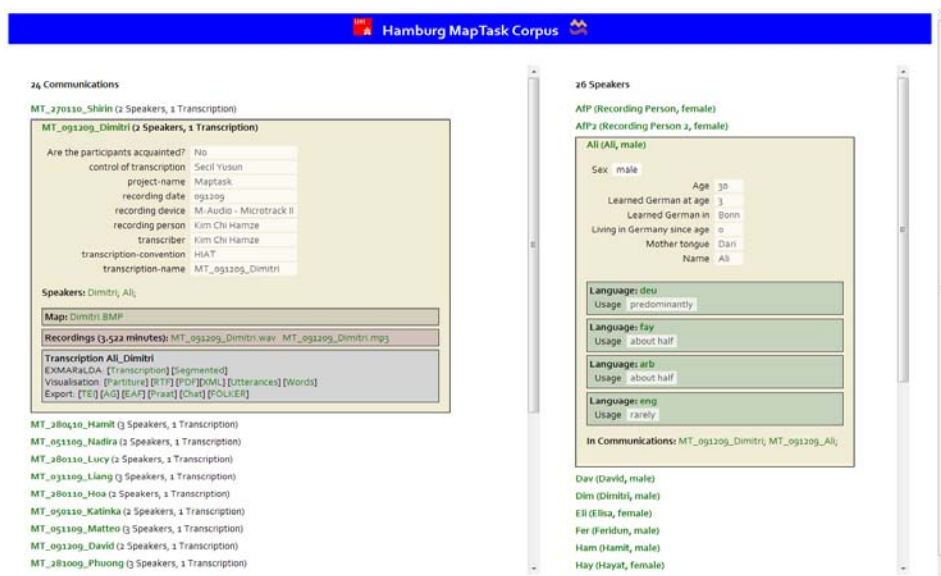 UH
Hamburg MapTask Corpus
24 Communications
MT_270110_Shirin (2 Speakers, 1 Transcription)
MT_091209_Dimitri (2 Speakers, 1 Transcription)
Are the participants acquainted? No
control of transcription Secil Yusun
project-name Maptask
recording date 091209
recording device M-Audio - Microtrack II
recording person Kim Chi Hamze
transcriber Kim Chi Hamze
transcription-convention HIAT
transcription-name MT_091209_Dimitri
Speakers: Dimitri; Ali;
Map: Dimitri.BMP
Recordings (3.522 minutes): MT_091209_Dimitri.wav MT_091209_Dimitri.mp3
Transcription Ali_Dimitri
EXMARaLDA: [Transcription] [Segmented]
Visualisation: [Partiture] [RTF] [PDF][XML] [Utterances] [Words]
Export: [TEI] [AG] [EAF] [Praat] [Chat] [FOLKER]
MT_280410_Hamit (3 Speakers, 1 Transcription)
MT_051109_Nadira (2 Speakers, 1 Transcription)
MT_280110_Lucy (2 Speakers, 1 Transcription)
MT_031109_Liang (3 Speakers, 1 Transcription)
MT_280110_Hoa (2 Speakers, 1 Transcription)
MT_050110_Katinka (2 Speakers, 1 Transcription)
MT_051109_Matteo (3 Speakers, 1 Transcription)
MT_091209_David (2 Speakers, 1 Transcription)
MT_281009_Phuong (3 Speakers, 1 Transcription)
26 Speakers
AfP (Recording Person, female)
AfP2 (Recording Person 2, female)
Ali (Ali, male)
Sex male
Age 30
Learned German at age 3
Learned German in Bonn
Living in Germany since age 0
Mother tongue Dari
Name Ali
Language: deu
Usage predominantly
Language: fay
Usage about half
Language: arb
Usage about half
Language: eng
Usage rarely
In Communications: MT_091209_Dimitri; MT_091209_Ali;
Dav (David, male)
Dim (Dimitri, male)
Eli (Elisa, female)
Fer (Feridun, male)
Ham (Hamit, male)
Hay (Hayat, female)